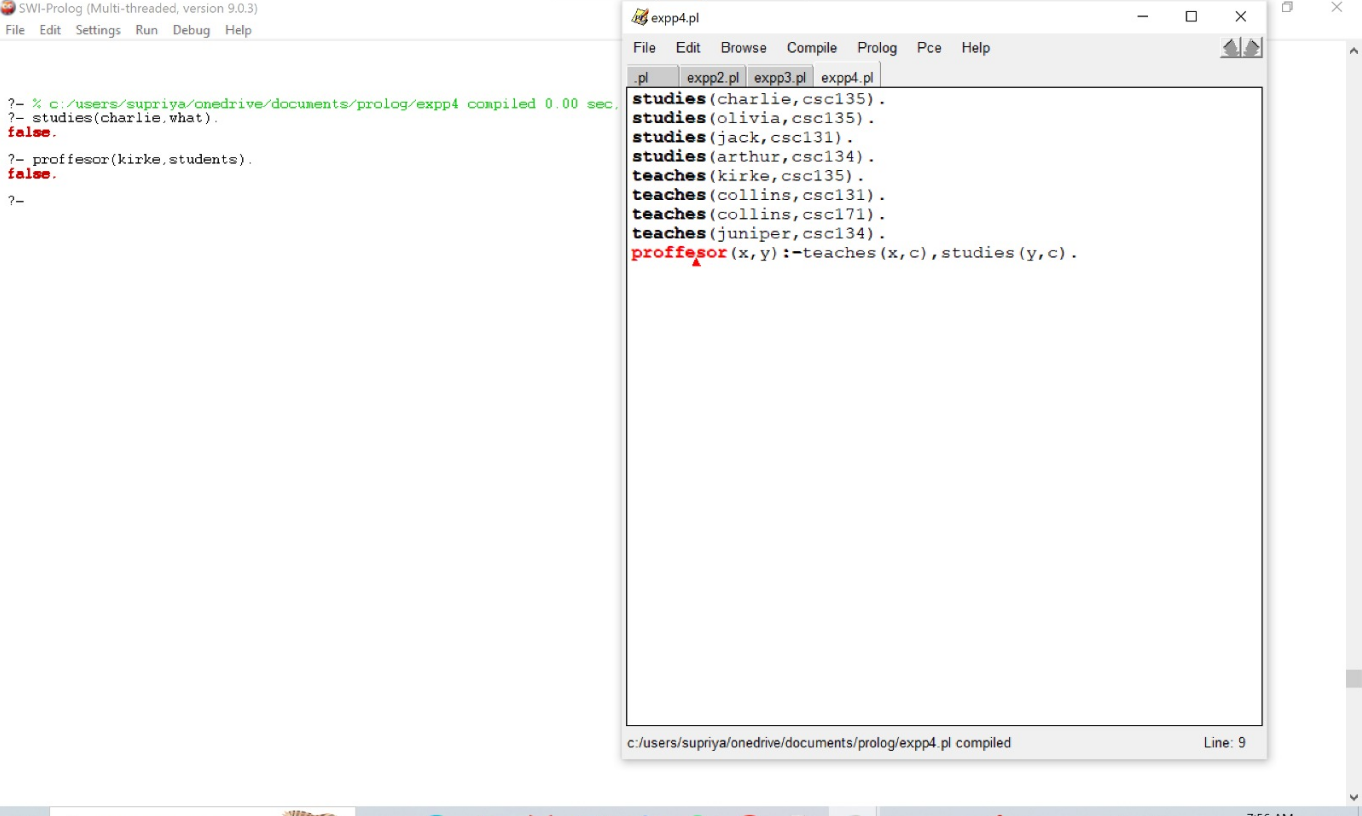 SWI-Prolog (Multi-threaded, version 9.0.3)
File Edit Settings Run Debug Help
?- % c:/users/supriya/onedrive/documents/prolog/expp4 compiled 0.00 sec,
?- studies(charlie,what).
false.
?- proffesor(kirke,students).
false.
?-
expp4.pl
File Edit Browse Compile Prolog Pce Help
.pl expp2.pl expp3.pl expp4.pl
studies(charlie,csc135).
studies(olivia,csc135).
studies(jack,csc131).
studies(arthur,csc134).
teaches(kirke,csc135).
teaches(collins,csc131).
teaches(collins,csc171).
teaches(juniper,csc134).
proffesor(x,y):-teaches(x,c),studies(y,c).
c:/users/supriya/onedrive/documents/prolog/expp4.pl compiled
Line: 9